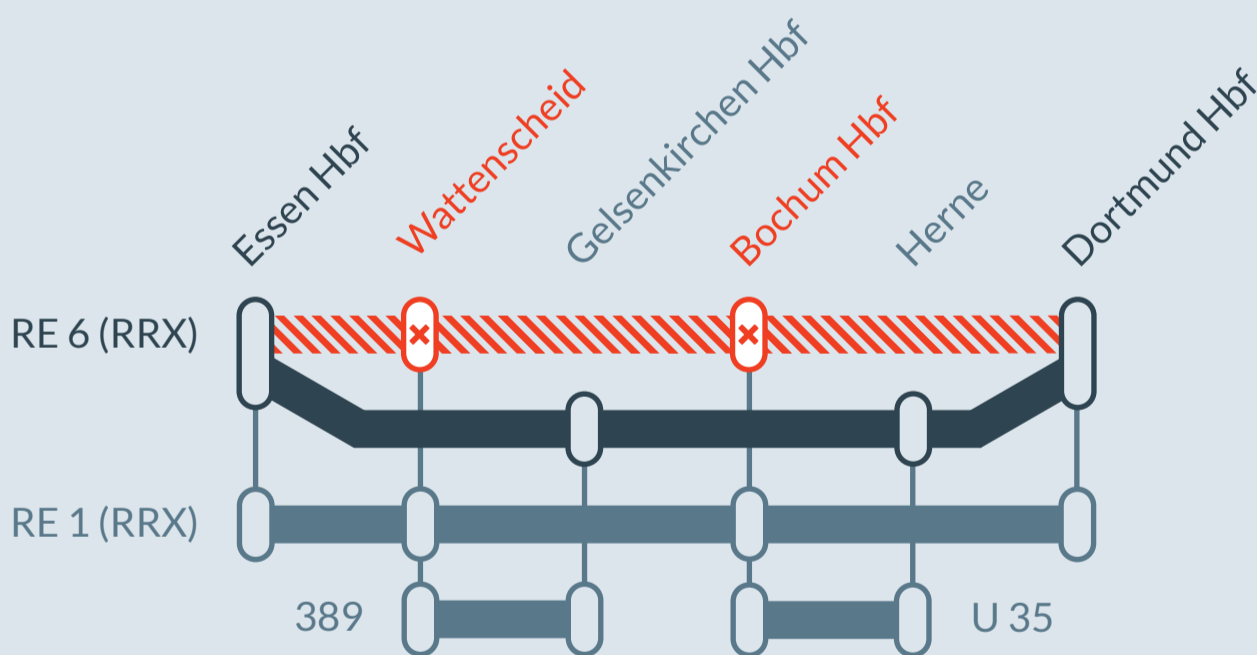 Essen Hbf
Wattenscheid
Gelsenkirchen Hbf
Bochum Hbf
Herne
Dortmund Hbf
RE 6 (RRX)
RE 1 (RRX)
389
U 35